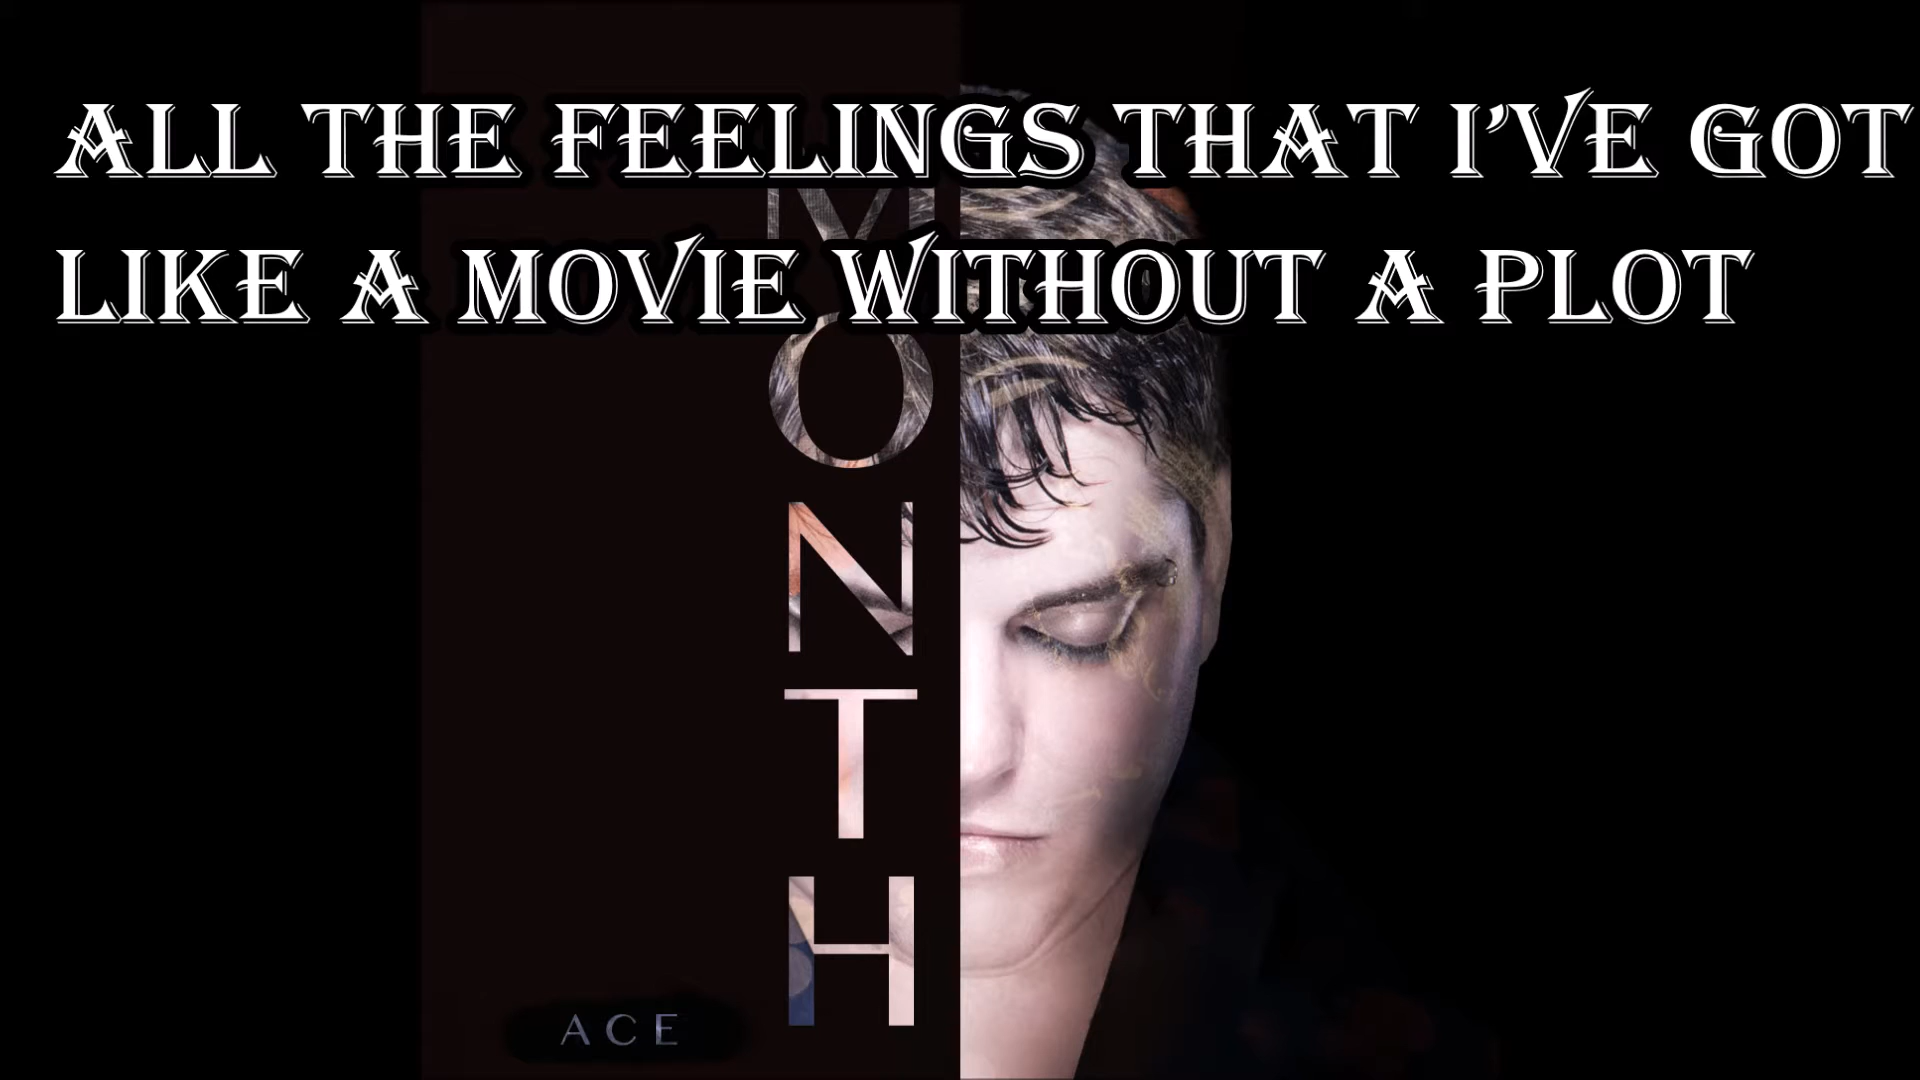 ALL THE FEELINGS THAT I'VE GOT
LIKE A MOVIE WITHOUT A PLOT
MONTH
ACE